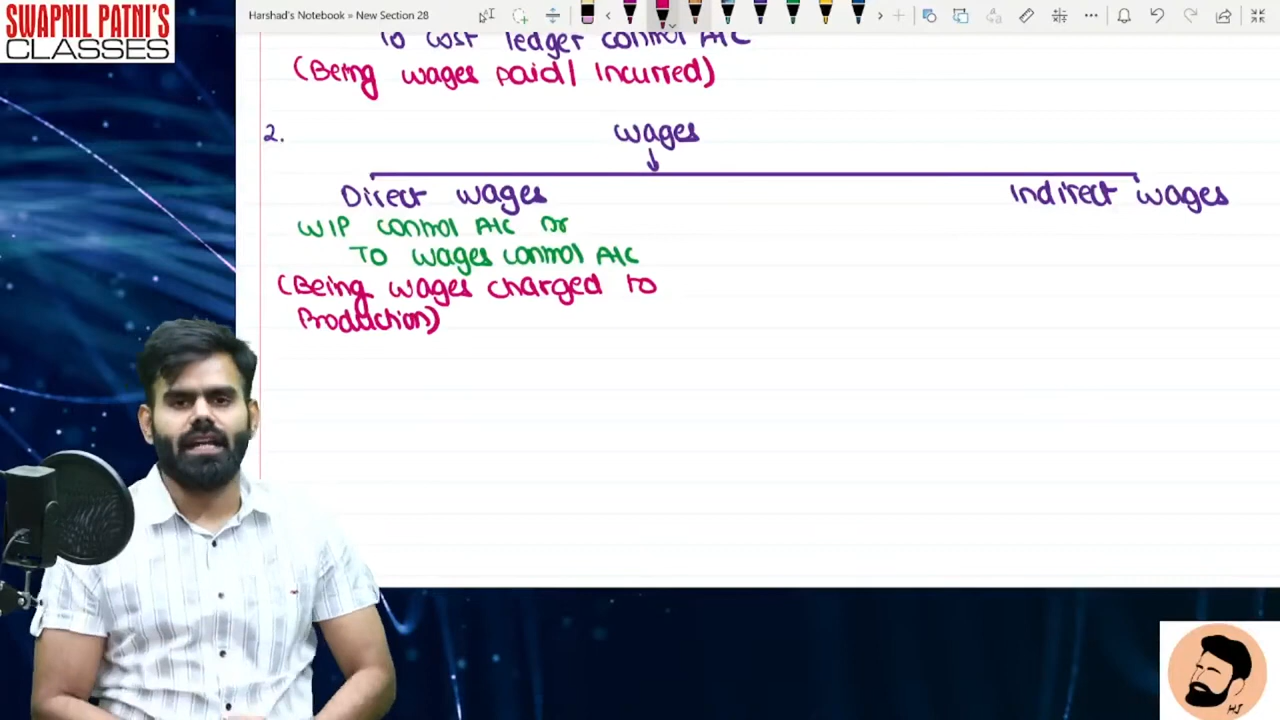 SWAPNIL PATNI'S
CLASSES
Harshad's Notebook » New Section 28
To cost ledger control A/C
(Being wages paid/ Incurred)
2.
wages
Direct wages
Indirect wages
WIP control A/C Dr
To wages control A/C
(Being wages charged to
Production)
HJ